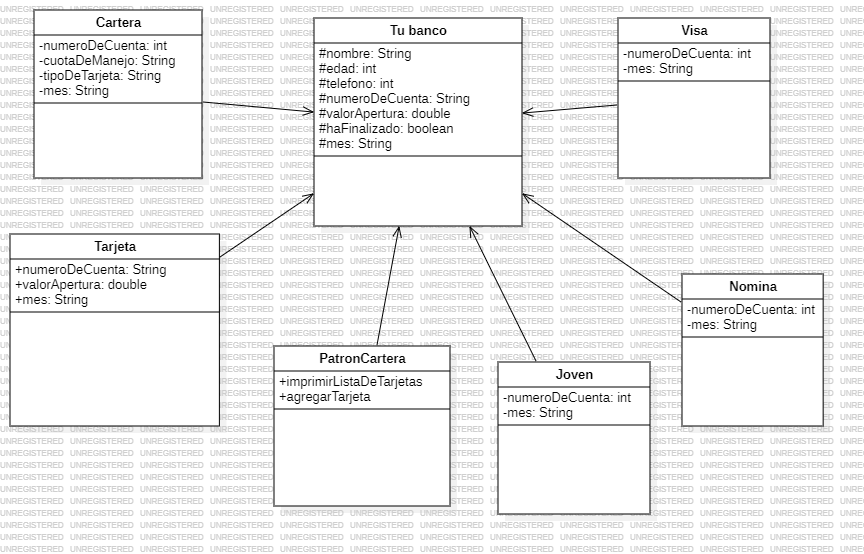 Cartera
-numeroDeCuenta: int
-cuotaDeManejo: String
-tipoDeTarjeta: String
-mes: String
Tu banco
#nombre: String
#edad: int
#telefono: int
#numeroDeCuenta: String
#valorApertura: double
#haFinalizado: boolean
#mes: String
Visa
-numeroDeCuenta: int
-mes: String
Tarjeta
+numeroDeCuenta: String
+valorApertura: double
+mes: String
PatronCartera
+imprimirListaDeTarjetas
+agregarTarjeta
Joven
-numeroDeCuenta: int
-mes: String
Nomina
-numeroDeCuenta: int
-mes: String
UNREGISTERED